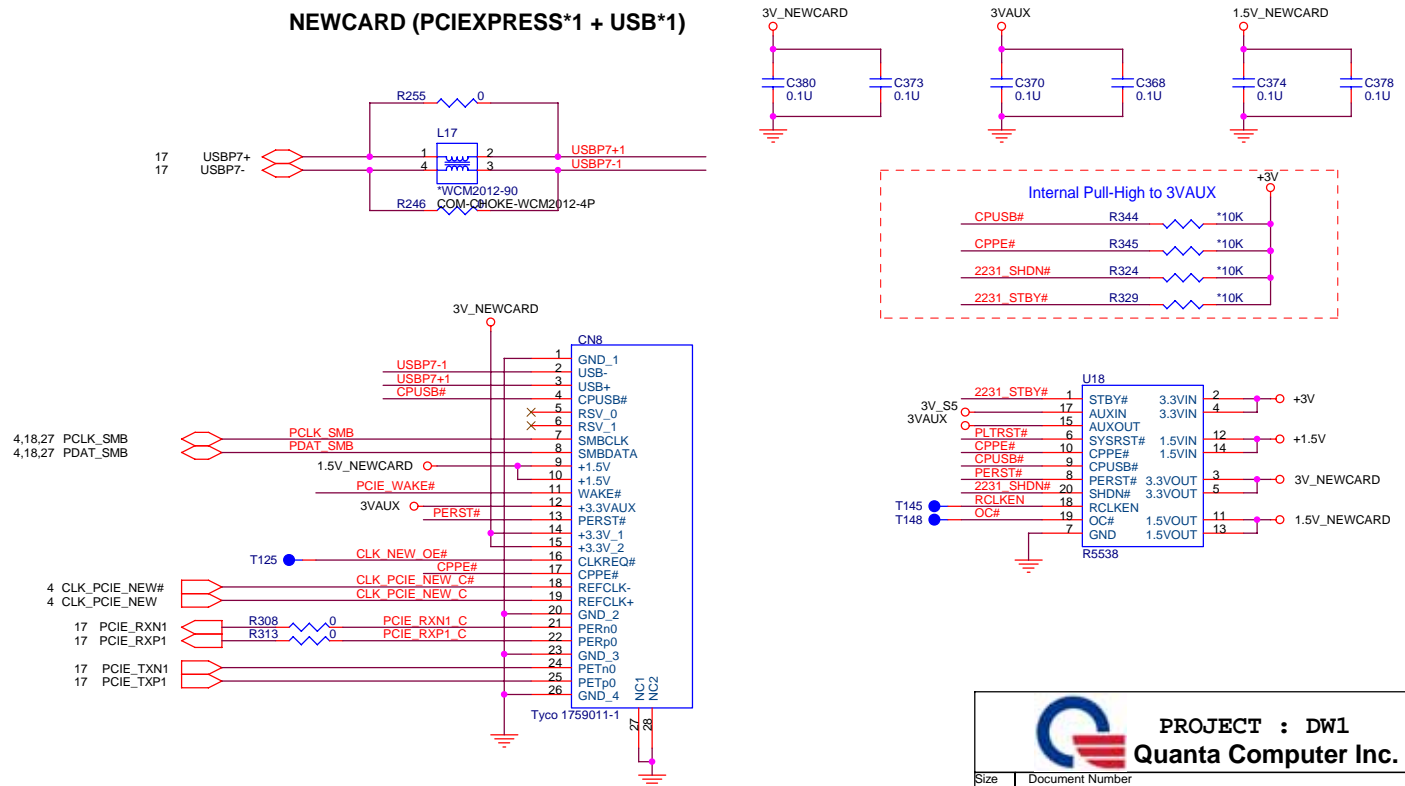 NEWCARD (PCIEXPRESS*1 + USB*1)
3V_NEWCARD
C380
0.1U
C373
0.1U
3VAUX
C370
0.1U
C368
0.1U
1.5V_NEWCARD
C374
0.1U
C378
0.1U
R255 0
L17
17 USBP7+ 1 2 USBP7+1
17 USBP7- 4 3 USBP7-1
*WCM2012-90
COM-CHOKE-WCM2012-4P
R246 0
Internal Pull-High to 3VAUX
+3V
CPUSB# R344 *10K
CPPE# R345 *10K
2231_SHDN# R324 *10K
2231_STBY# R329 *10K
3V_NEWCARD
CN8
1 GND_1
USBP7-1 2 USB-
USBP7+1 3 USB+
CPUSB# 4 CPUSB#
5 RSV_0
6 RSV_1
4,18,27 PCLK_SMB PCLK_SMB 7 SMBCLK
4,18,27 PDAT_SMB PDAT_SMB 8 SMBDATA
1.5V_NEWCARD 9 +1.5V
10 +1.5V
PCIE_WAKE# 11 WAKE#
3VAUX 12 +3.3VAUX
PERST# 13 PERST#
14 +3.3V_1
15 +3.3V_2
T125 CLK_NEW_OE# 16 CLKREQ#
CPPE# 17 CPPE#
4 CLK_PCIE_NEW# CLK_PCIE_NEW_C# 18 REFCLK-
4 CLK_PCIE_NEW CLK_PCIE_NEW_C 19 REFCLK+
20 GND_2
17 PCIE_RXN1 R308 0 PCIE_RXN1_C 21 PERn0
17 PCIE_RXP1 R313 0 PCIE_RXP1_C 22 PERp0
23 GND_3
17 PCIE_TXN1 24 PETn0
17 PCIE_TXP1 25 PETp0
26 GND_4
NC1
NC2
27
28
Tyco 1759011-1
U18
2231_STBY# 1 STBY# 3.3VIN 2 +3V
3V_S5 17 AUXIN 3.3VIN 4
3VAUX 15 AUXOUT
PLTRST# 6 SYSRST# 1.5VIN 12 +1.5V
CPPE# 10 CPPE# 1.5VIN 14
CPUSB# 9 CPUSB#
PERST# 8 PERST# 3.3VOUT 3 3V_NEWCARD
2231_SHDN# 20 SHDN# 3.3VOUT 5
T145 RCLKEN 18 RCLKEN
T148 OC# 19 OC# 1.5VOUT 11 1.5V_NEWCARD
7 GND 1.5VOUT 13
R5538
PROJECT : DW1
Quanta Computer Inc.
Size Document Number